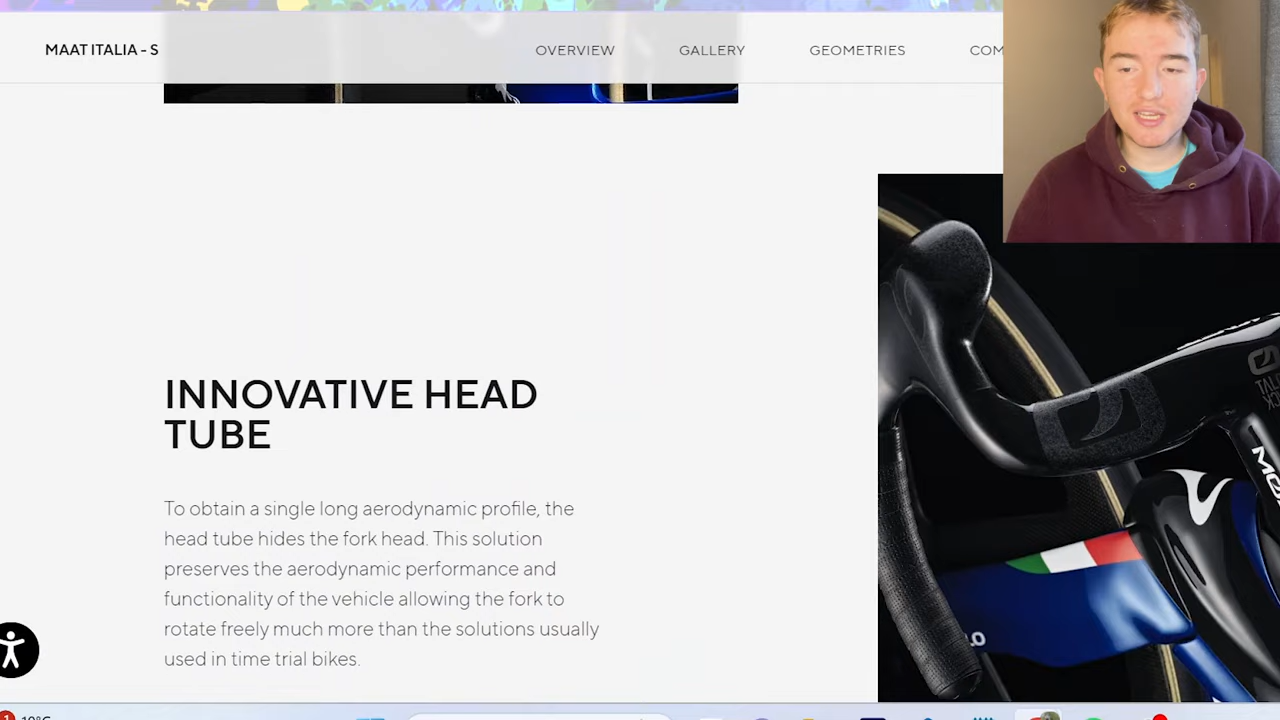 MAAT ITALIA - S
OVERVIEW
GALLERY
GEOMETRIES
COM
INNOVATIVE HEAD
TUBE
To obtain a single long aerodynamic profile, the
head tube hides the fork head. This solution
preserves the aerodynamic performance and
functionality of the vehicle allowing the fork to
rotate freely much more than the solutions usually
used in time trial bikes.